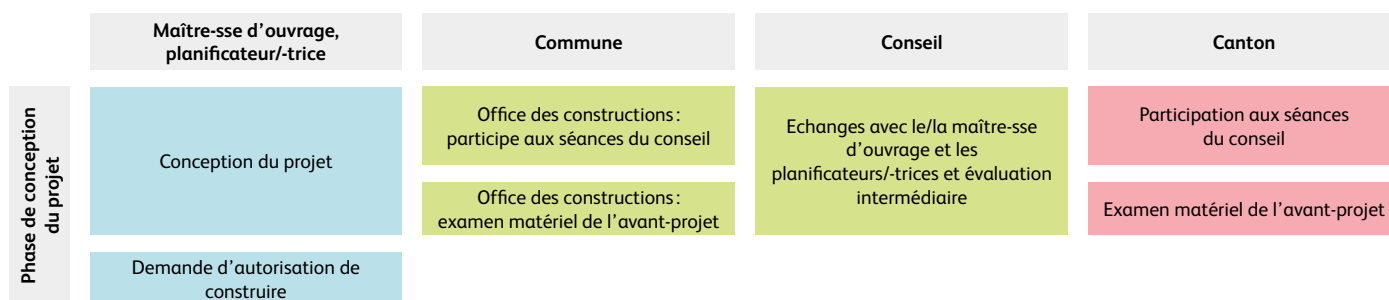 Maître-sse d'ouvrage,
planificateur/-trice
Commune
Conseil
Canton
Phase de conception
du projet
Conception du projet
Office des constructions :
participe aux séances du conseil
Office des constructions :
examen matériel de l'avant-projet
Echanges avec le/la maître-sse
d'ouvrage et les
planificateurs/-trices et évaluation
intermédiaire
Participation aux séances
du conseil
Examen matériel de l'avant-projet
Demande d'autorisation de
construire